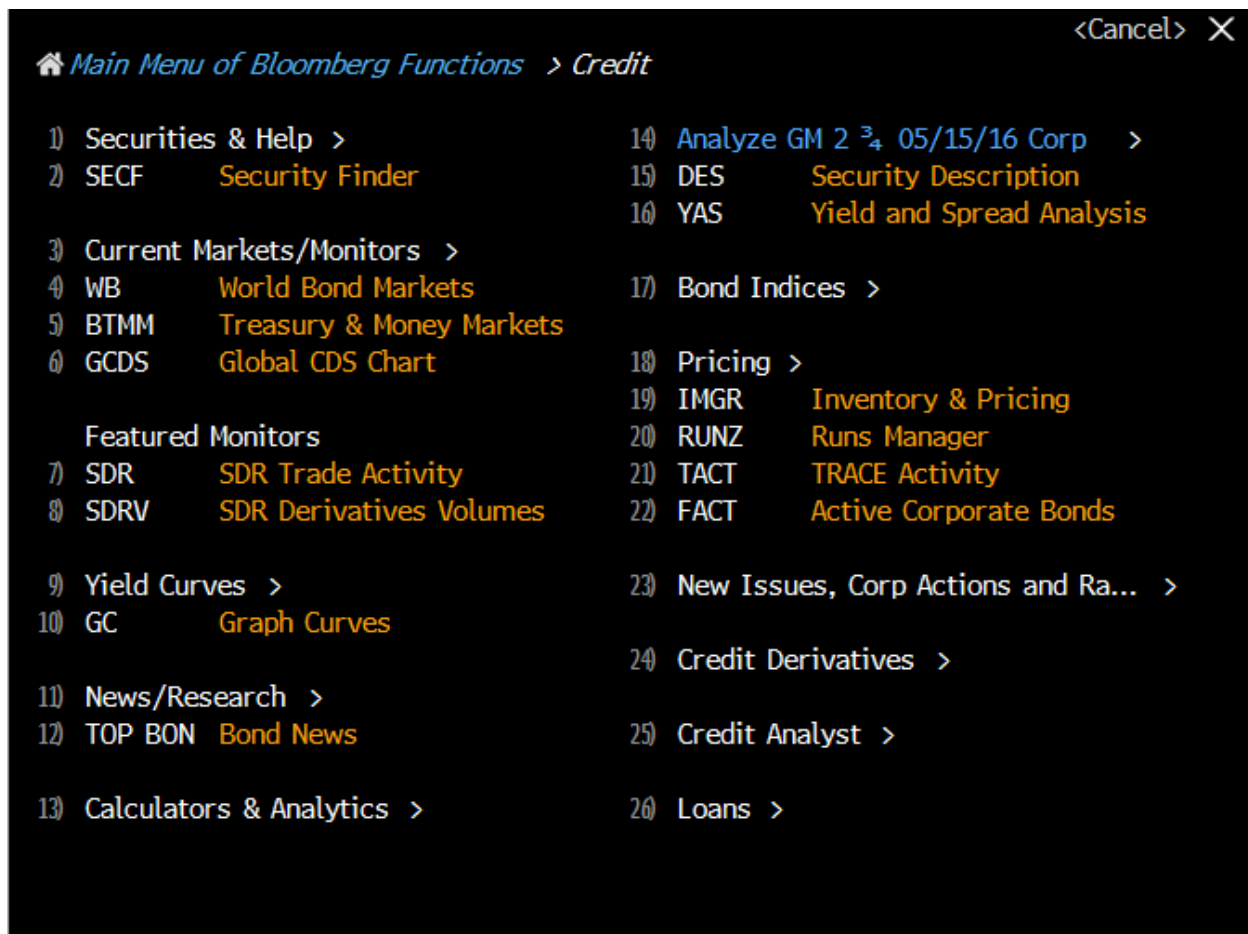 <Cancel> X
Main Menu of Bloomberg Functions > Credit
1) Securities & Help >
2) SECF Security Finder
3) Current Markets/Monitors >
4) WB World Bond Markets
5) BTMM Treasury & Money Markets
6) GCDS Global CDS Chart
Featured Monitors
7) SDR SDR Trade Activity
8) SDRV SDR Derivatives Volumes
9) Yield Curves >
10) GC Graph Curves
11) News/Research >
12) TOP BON Bond News
13) Calculators & Analytics >
14) Analyze GM 2 ¾ 05/15/16 Corp >
15) DES Security Description
16) YAS Yield and Spread Analysis
17) Bond Indices >
18) Pricing >
19) IMGR Inventory & Pricing
20) RUNZ Runs Manager
21) TACT TRACE Activity
22) FACT Active Corporate Bonds
23) New Issues, Corp Actions and Ra... >
24) Credit Derivatives >
25) Credit Analyst >
26) Loans >